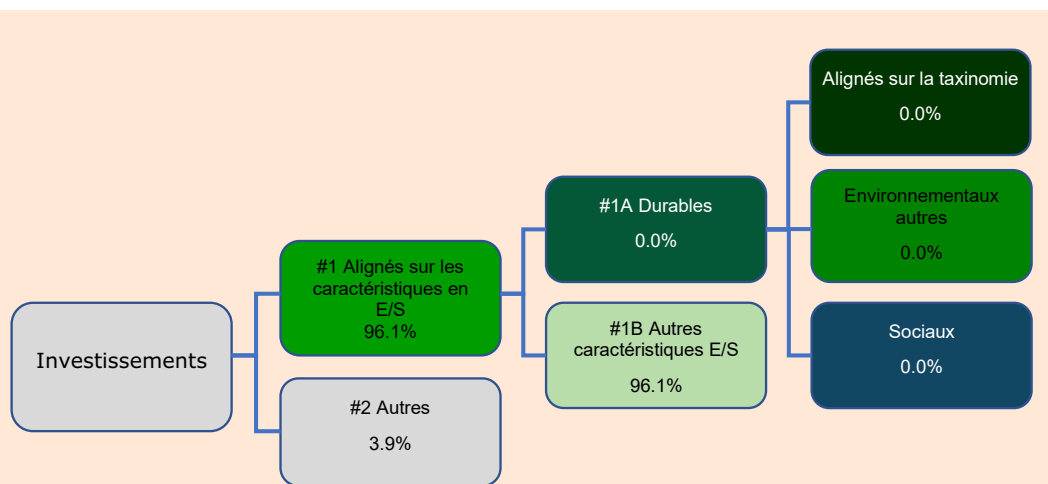 Investissements
#1 Alignés sur les
caractéristiques en
E/S
96.1%
#2 Autres
3.9%
#1A Durables
0.0%
#1B Autres
caractéristiques E/S
96.1%
Alignés sur la taxinomie
0.0%
Environnementaux
autres
0.0%
Sociaux
0.0%